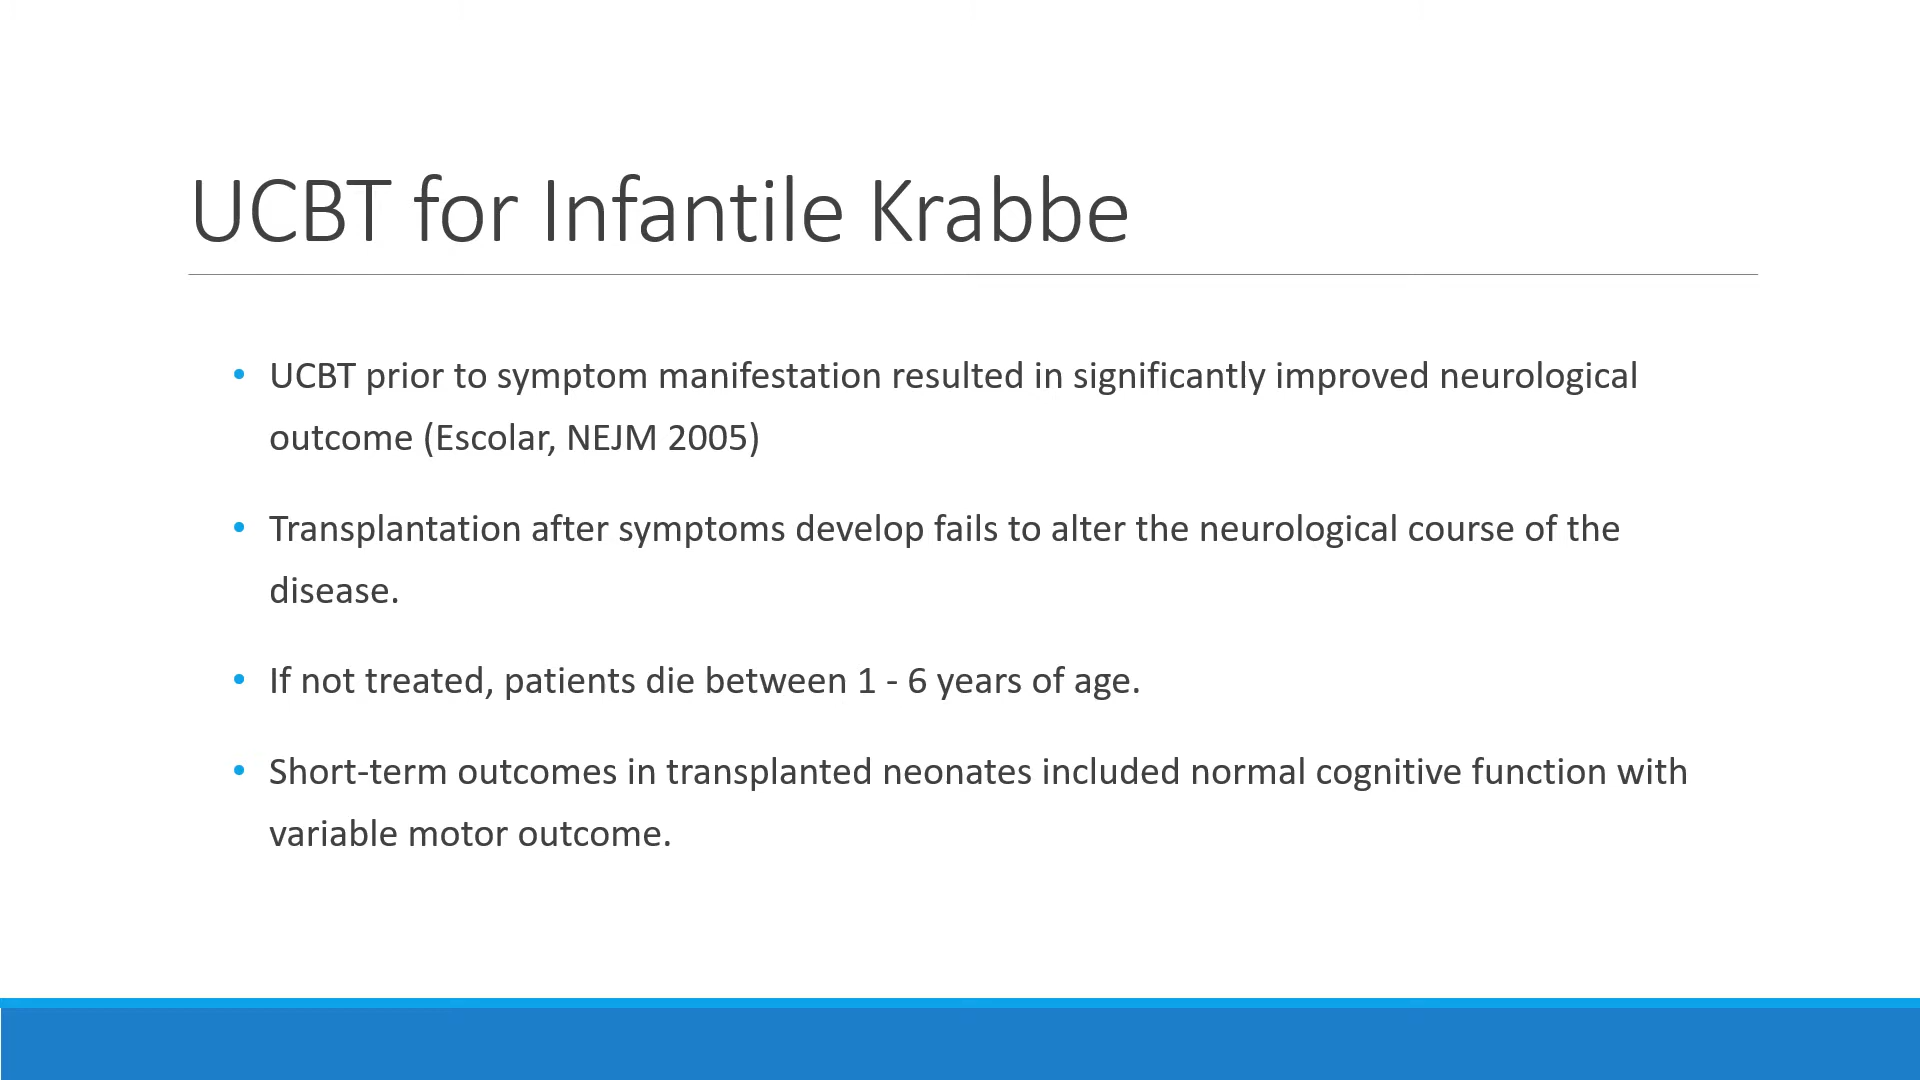 UCBT for Infantile Krabbe
• UCBT prior to symptom manifestation resulted in significantly improved neurological
outcome (Escolar, NEJM 2005)
• Transplantation after symptoms develop fails to alter the neurological course of the
disease.
• If not treated, patients die between 1 - 6 years of age.
• Short-term outcomes in transplanted neonates included normal cognitive function with
variable motor outcome.